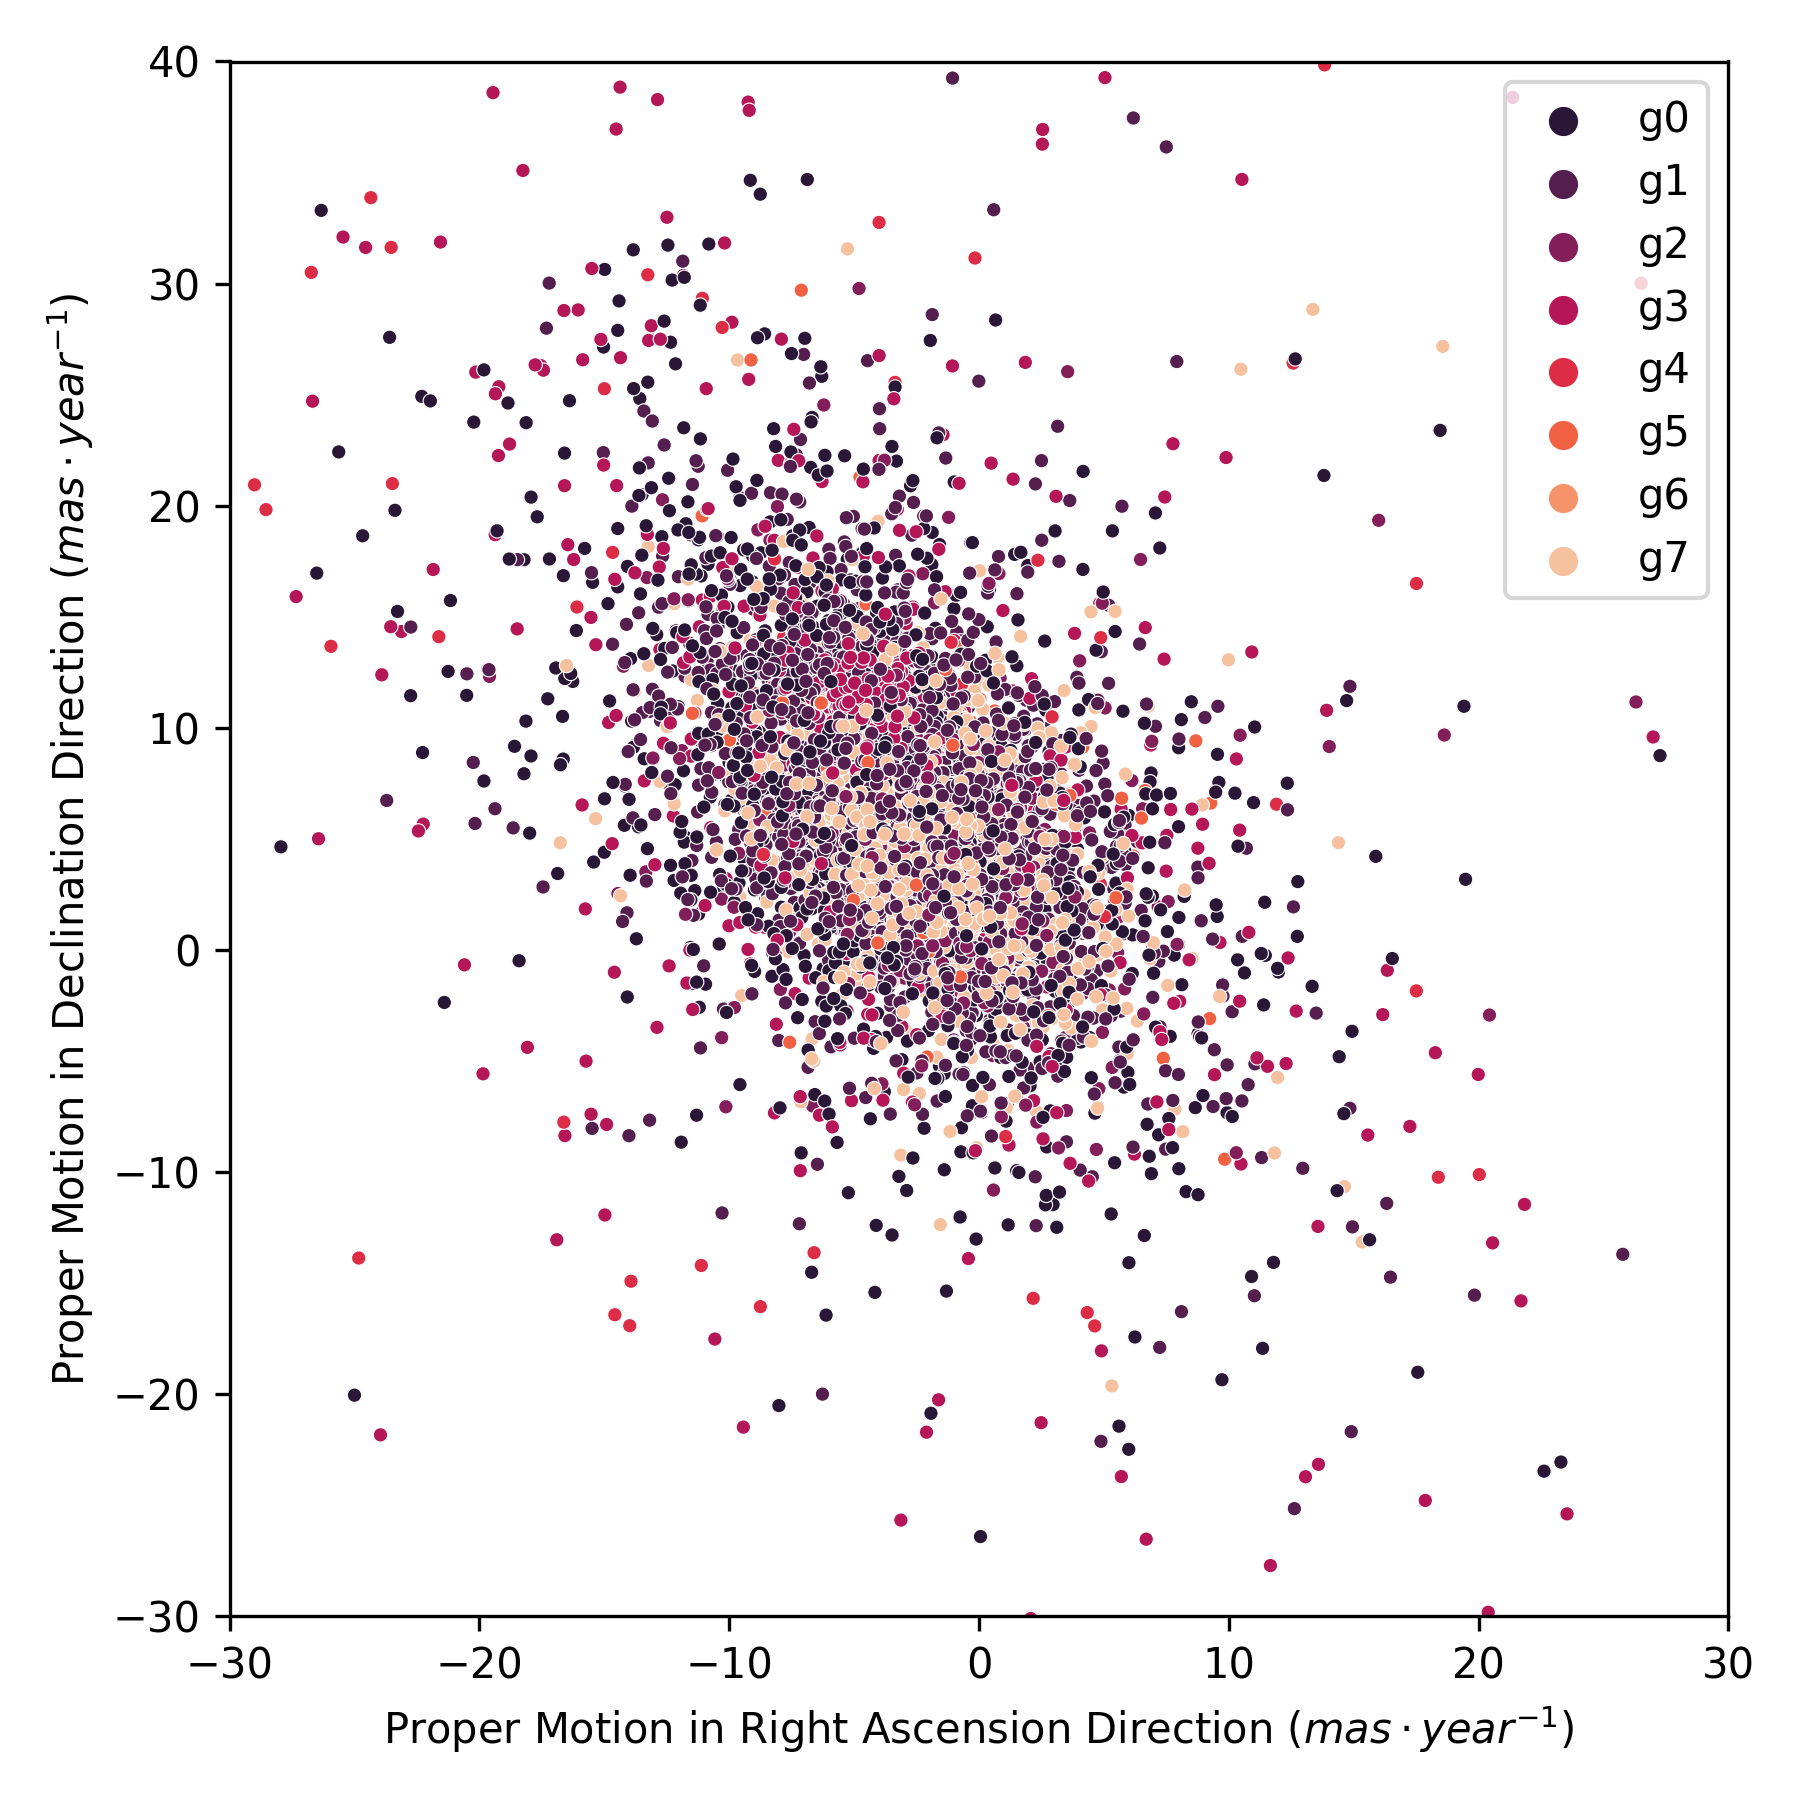 40
30
20
10
0
−10
−20
−30
−30
−20
−10
0
10
20
30
Proper Motion in Declination Direction (mas · year⁻¹)
Proper Motion in Right Ascension Direction (mas · year⁻¹)
g0
g1
g2
g3
g4
g5
g6
g7